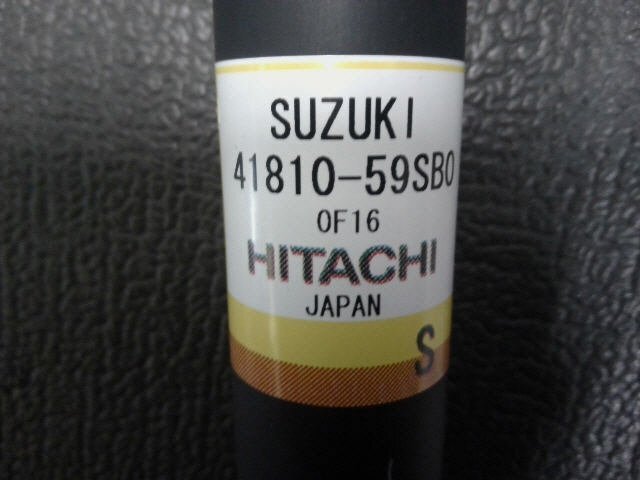 SUZUKI
41810-59SB0
0F16
HITACHI
JAPAN
S